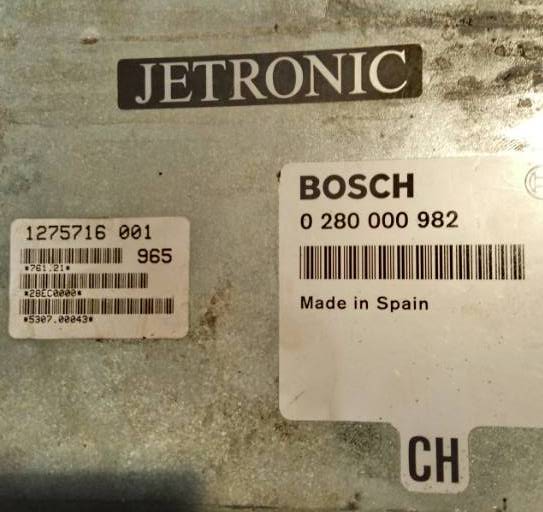 JETRONIC
BOSCH
0 280 000 982
Made in Spain
CH
1275716 001
965
*761.21*
*28EC0000*
*5307.00043*